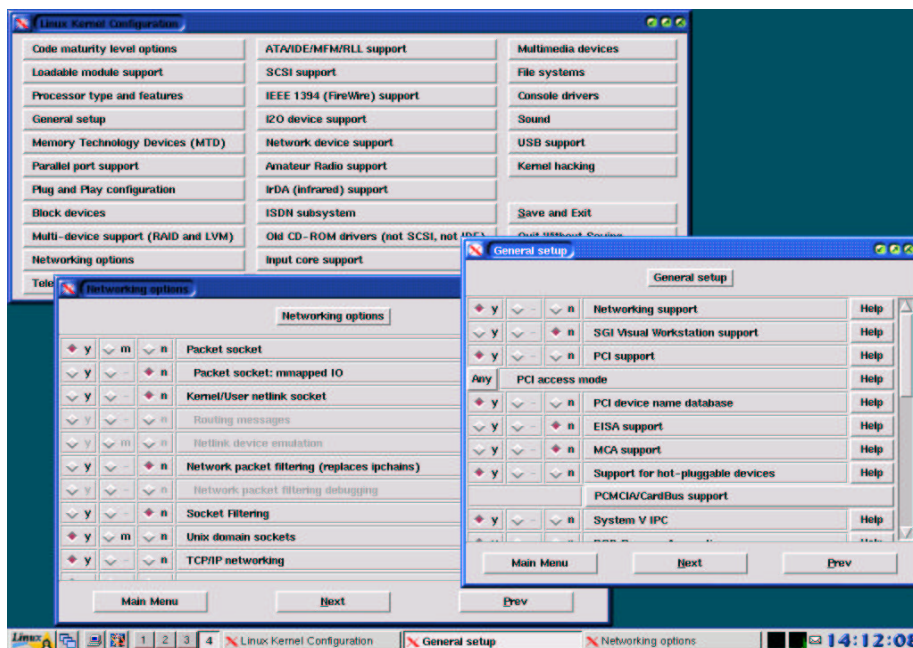 Linux Kernel Configuration
Code maturity level options
Loadable module support
Processor type and features
General setup
Memory Technology Devices (MTD)
Parallel port support
Plug and Play configuration
Block devices
Multi-device support (RAID and LVM)
Networking options
Tele
ATA/IDE/MFM/RLL support
SCSI support
IEEE 1394 (FireWire) support
I2O device support
Network device support
Amateur Radio support
IrDA (infrared) support
ISDN subsystem
Old CD-ROM drivers (not SCSI, not IDE)
Input core support
Multimedia devices
File systems
Console drivers
Sound
USB support
Kernel hacking
Save and Exit
Quit Without Saving
Networking options
Networking options
y m n Packet socket
y - n Packet socket: mmapped IO
y - n Kernel/User netlink socket
y - n Routing messages
y m n Netlink device emulation
y - n Network packet filtering (replaces ipchains)
y - n Network packet filtering debugging
y - n Socket Filtering
y m n Unix domain sockets
y - n TCP/IP networking
Main Menu Next Prev
General setup
General setup
y - n Networking support Help
y - n SGI Visual Workstation support Help
y - n PCI support Help
Any PCI access mode Help
y - n PCI device name database Help
y - n EISA support Help
y - n MCA support Help
y - n Support for hot-pluggable devices Help
PCMCIA/CardBus support
y - n System V IPC Help
Main Menu Next Prev
Linux 1 2 3 4 Linux Kernel Configuration General setup Networking options 14:12:08